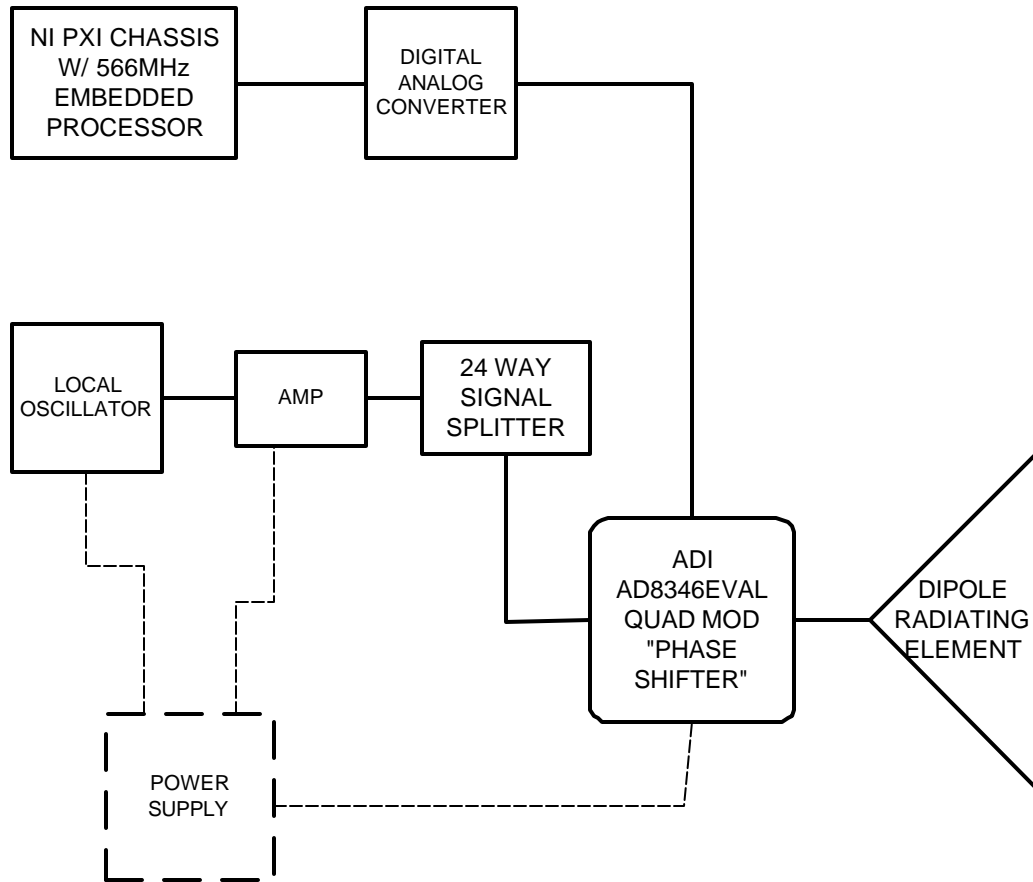 NI PXI CHASSIS
W/ 566MHz
EMBEDDED
PROCESSOR
DIGITAL
ANALOG
CONVERTER
LOCAL
OSCILLATOR
AMP
24 WAY
SIGNAL
SPLITTER
ADI
AD8346EVAL
QUAD MOD
"PHASE
SHIFTER"
DIPOLE
RADIATING
ELEMENT
POWER
SUPPLY